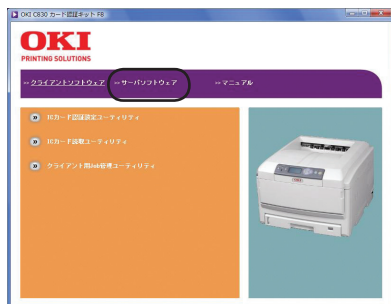 OKI C830 カード認証キット FB
OKI
PRINTING SOLUTIONS
クライアントソフトウェア サーバソフトウェア マニュアル
ICカード認証設定ユーティリティ
ICカード読取ユーティリティ
クライアント用Job管理ユーティリティ